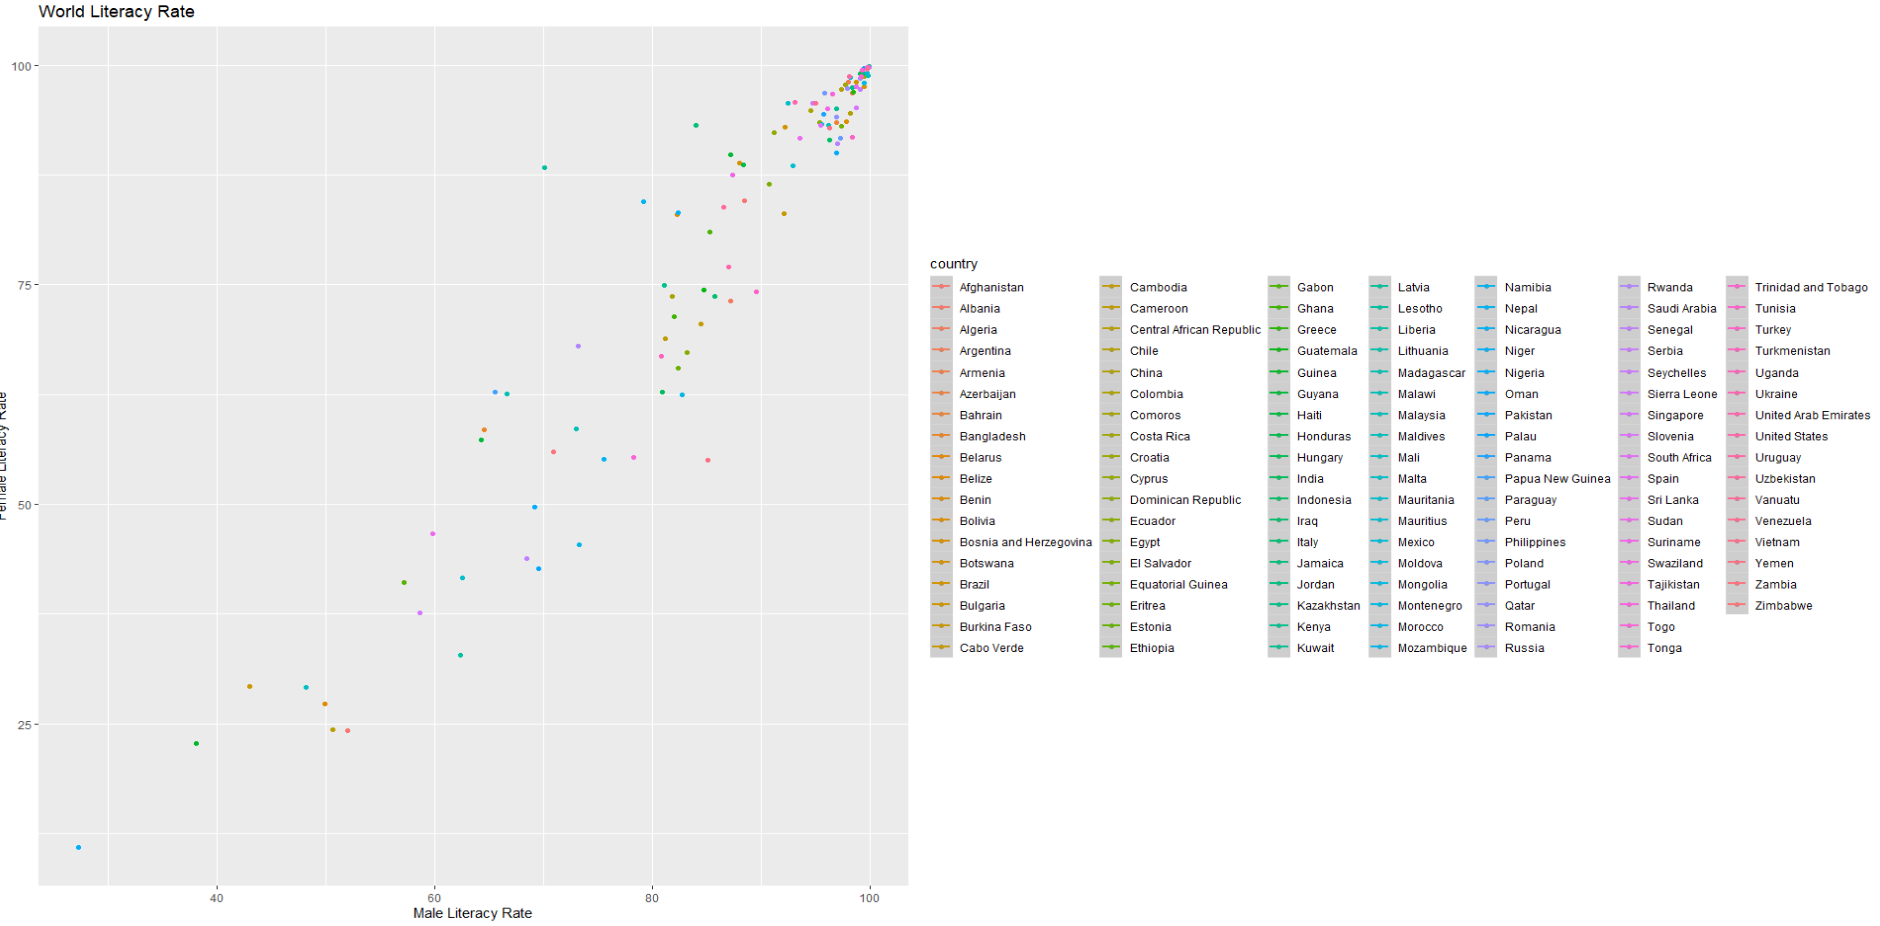 World Literacy Rate
100
75
50
25
Female Literacy Rate
40 60 80 100
Male Literacy Rate
country
Afghanistan
Albania
Algeria
Argentina
Armenia
Azerbaijan
Bahrain
Bangladesh
Belarus
Belize
Benin
Bolivia
Bosnia and Herzegovina
Botswana
Brazil
Bulgaria
Burkina Faso
Cabo Verde
Cambodia
Cameroon
Central African Republic
Chile
China
Colombia
Comoros
Costa Rica
Croatia
Cyprus
Dominican Republic
Ecuador
Egypt
El Salvador
Equatorial Guinea
Eritrea
Estonia
Ethiopia
Gabon
Ghana
Greece
Guatemala
Guinea
Guyana
Haiti
Honduras
Hungary
India
Indonesia
Iraq
Italy
Jamaica
Jordan
Kazakhstan
Kenya
Kuwait
Latvia
Lesotho
Liberia
Lithuania
Madagascar
Malawi
Malaysia
Maldives
Mali
Malta
Mauritania
Mauritius
Mexico
Moldova
Mongolia
Montenegro
Morocco
Mozambique
Namibia
Nepal
Nicaragua
Niger
Nigeria
Oman
Pakistan
Palau
Panama
Papua New Guinea
Paraguay
Peru
Philippines
Poland
Portugal
Qatar
Romania
Russia
Rwanda
Saudi Arabia
Senegal
Serbia
Seychelles
Sierra Leone
Singapore
Slovenia
South Africa
Spain
Sri Lanka
Sudan
Suriname
Swaziland
Tajikistan
Thailand
Togo
Tonga
Trinidad and Tobago
Tunisia
Turkey
Turkmenistan
Uganda
Ukraine
United Arab Emirates
United States
Uruguay
Uzbekistan
Vanuatu
Venezuela
Vietnam
Yemen
Zambia
Zimbabwe